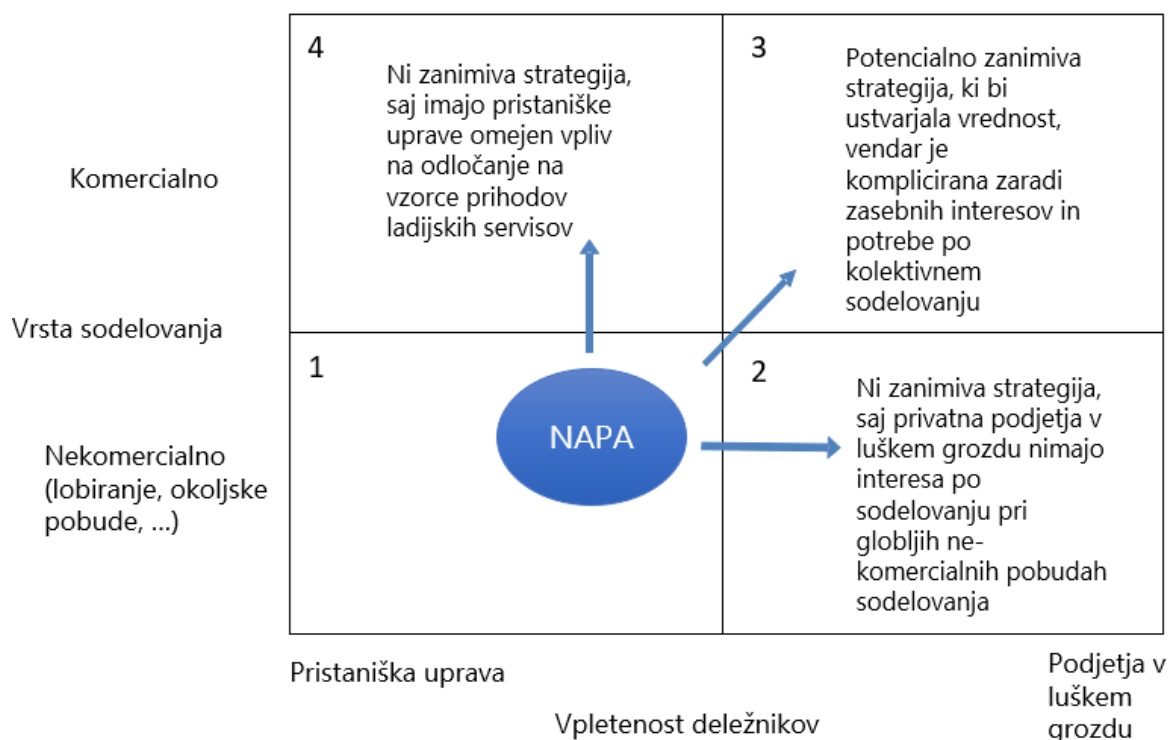 4
Ni zanimiva strategija,
saj imajo pristaniške
uprave omejen vpliv
na odločanje na
vzorce prihodov
ladijskih servisov
3
Potencialno zanimiva
strategija, ki bi
ustvarjala vrednost,
vendar je
komplicirana zaradi
zasebnih interesov in
potrebe po
kolektivnem
sodelovanju
Komercialno
Vrsta sodelovanja
1
NAPA
2
Ni zanimiva strategija,
saj privatna podjetja v
luškem grozdu nimajo
interesa po
sodelovanju pri
globljih ne-
komercialnih pobudah
sodelovanja
Nekomercialno
(lobiranje, okoljske
pobude, ...)
Pristaniška uprava
Podjetja v
luškem
grozdu
Vpletenost deležnikov